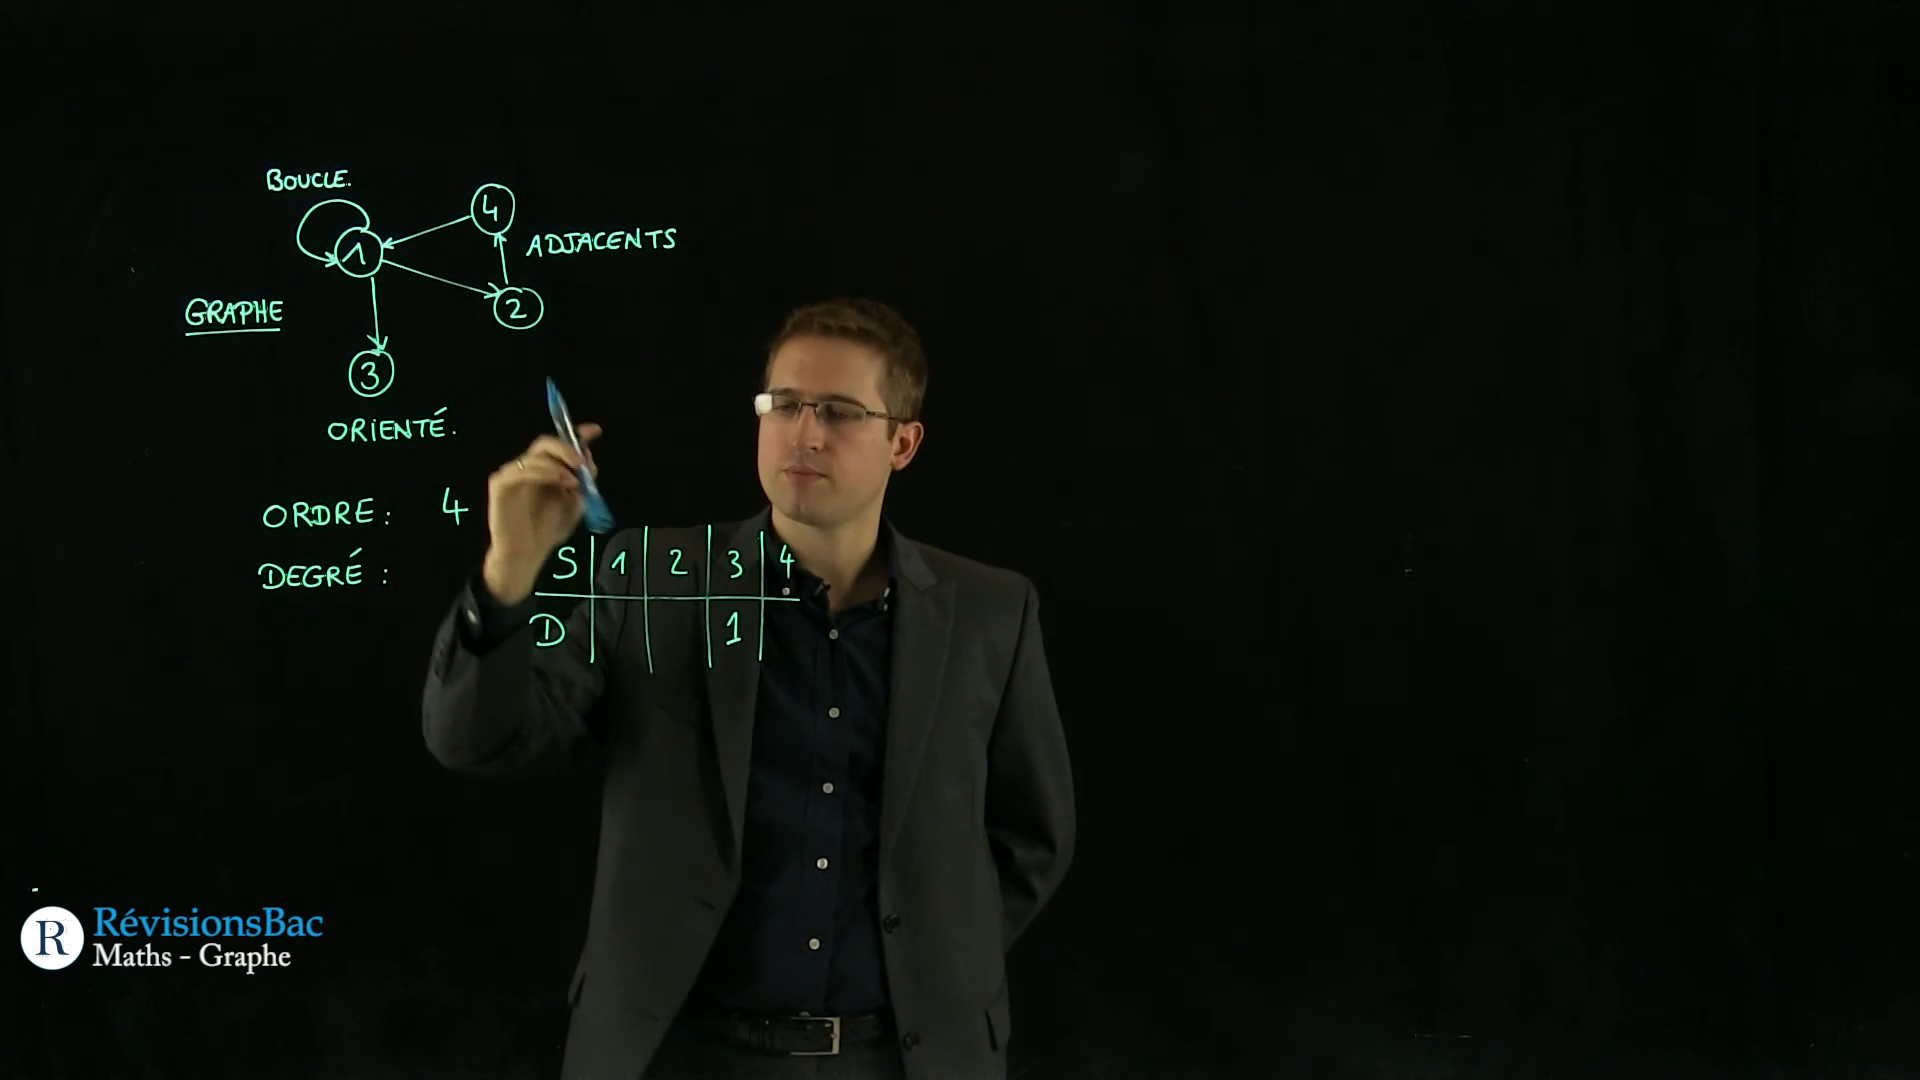 BOUCLE.
4
1
ADJACENTS
GRAPHE
2
3
ORIENTÉ.
ORDRE: 4
DEGRÉ:
S 1 2 3 4
D 1
R RévisionsBac
Maths - Graphe